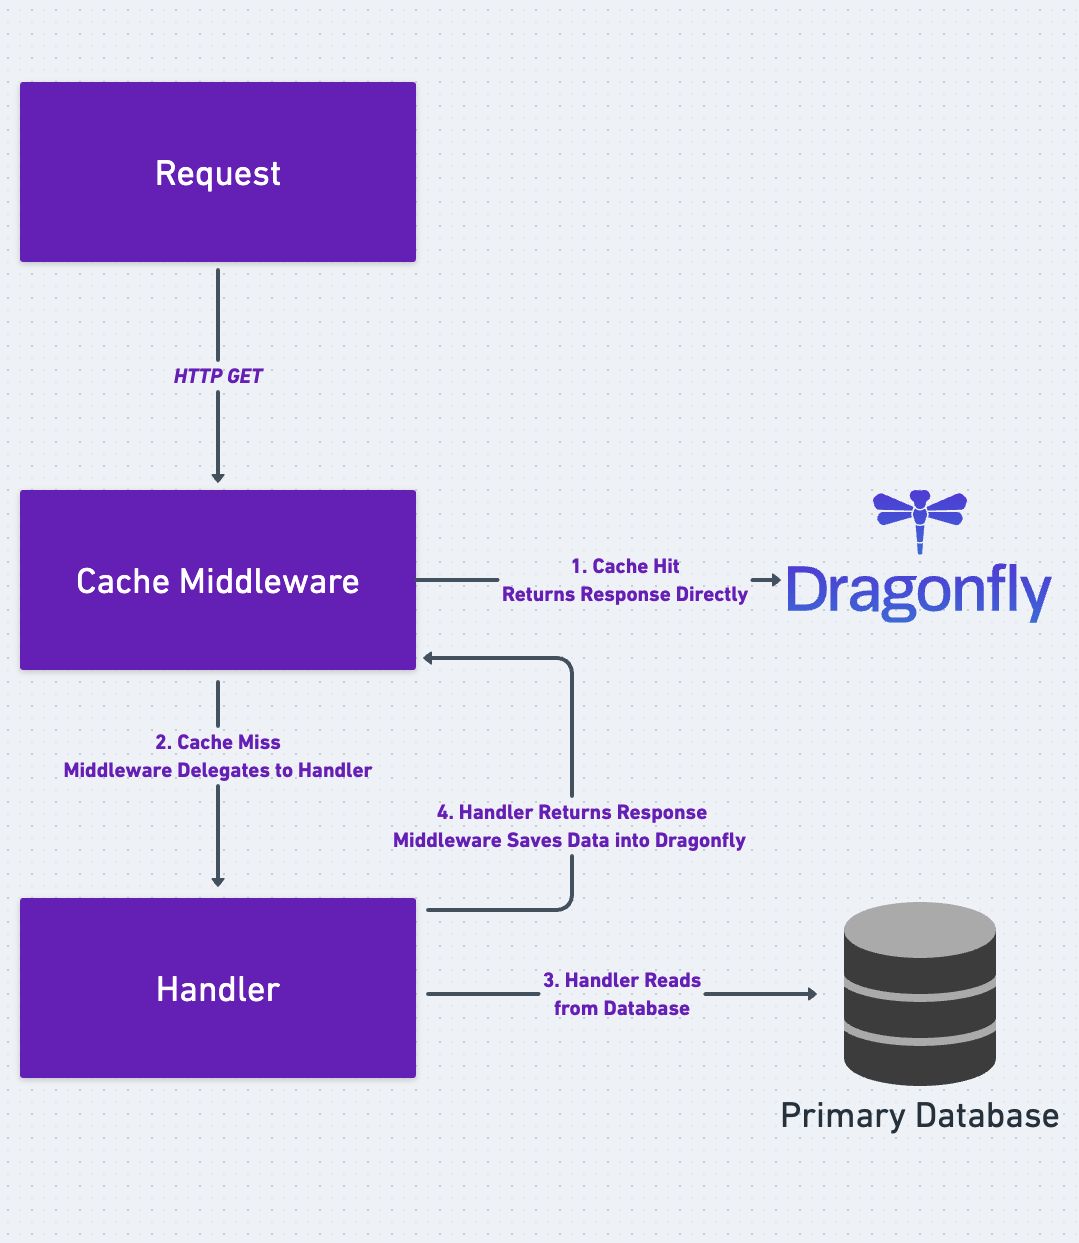 Request
HTTP GET
Cache Middleware
1. Cache Hit
Returns Response Directly
Dragonfly
2. Cache Miss
Middleware Delegates to Handler
4. Handler Returns Response
Middleware Saves Data into Dragonfly
Handler
3. Handler Reads
from Database
Primary Database